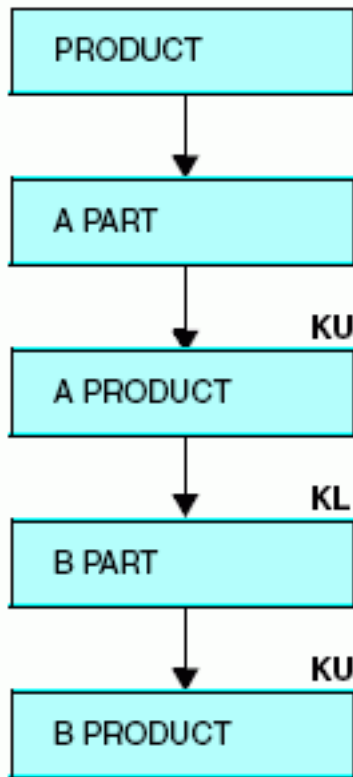 PRODUCT
A PART
KU
A PRODUCT
KL
B PART
KU
B PRODUCT